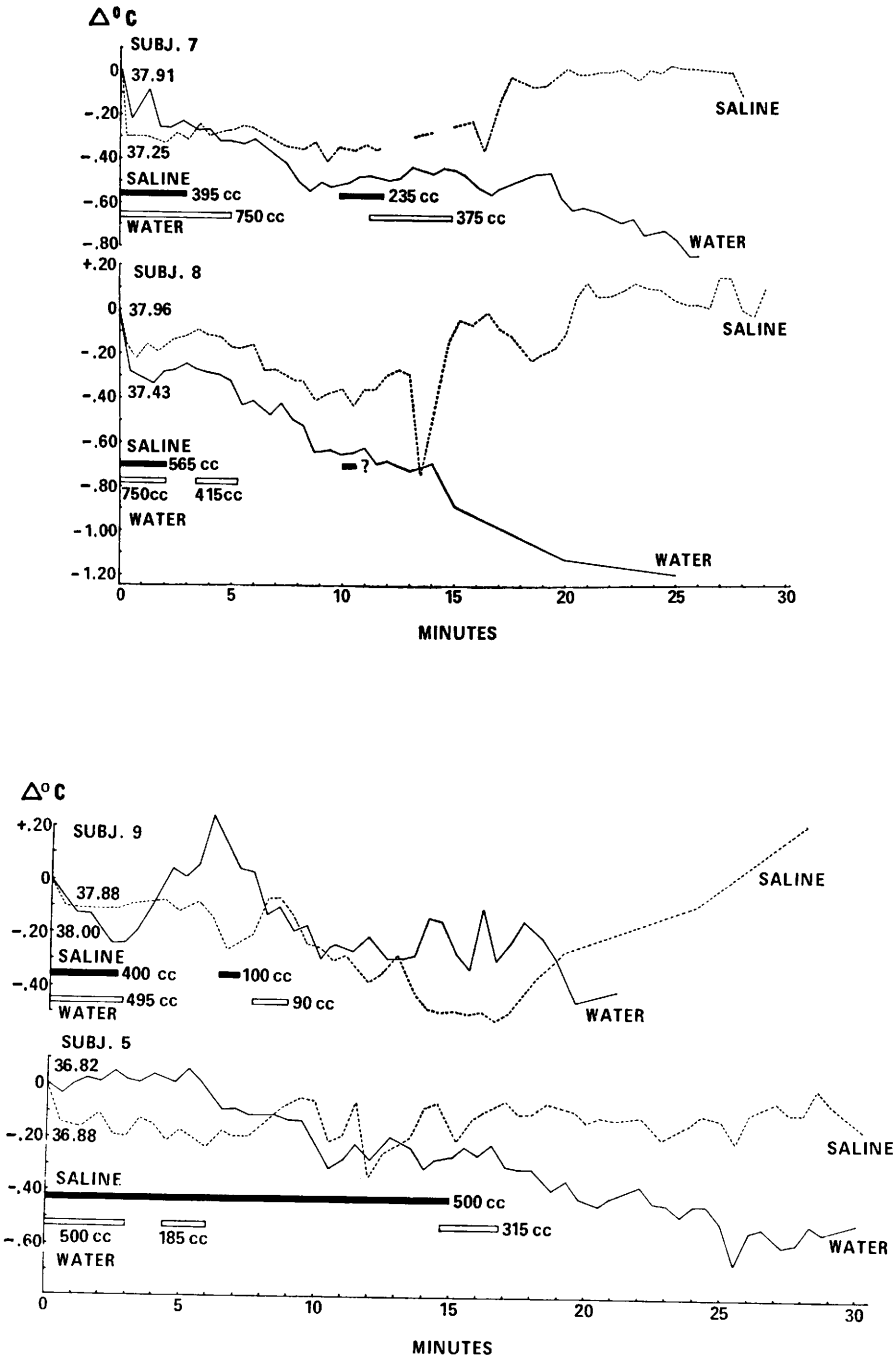 Δ° C
SUBJ. 7
0
37.91
-.20
SALINE
37.25
-.40
SALINE
395 cc
235 cc
-.60
750 cc
375 cc
WATER
WATER
-.80
+.20
SUBJ. 8
0
37.96
SALINE
-.20
37.43
-.40
-.60
SALINE
565 cc
?
-.80
750cc
415cc
WATER
-1.00
WATER
-1.20
0 5 10 15 20 25 30
MINUTES
Δ° C
+.20
SUBJ. 9
0
37.88
SALINE
-.20
38.00
SALINE
400 cc
100 cc
-.40
495 cc
90 cc
WATER
WATER
SUBJ. 5
36.82
0
-.20
36.88
SALINE
SALINE
-.40
500 cc
500 cc
185 cc
315 cc
-.60
WATER
WATER
0 5 10 15 20 25 30
MINUTES